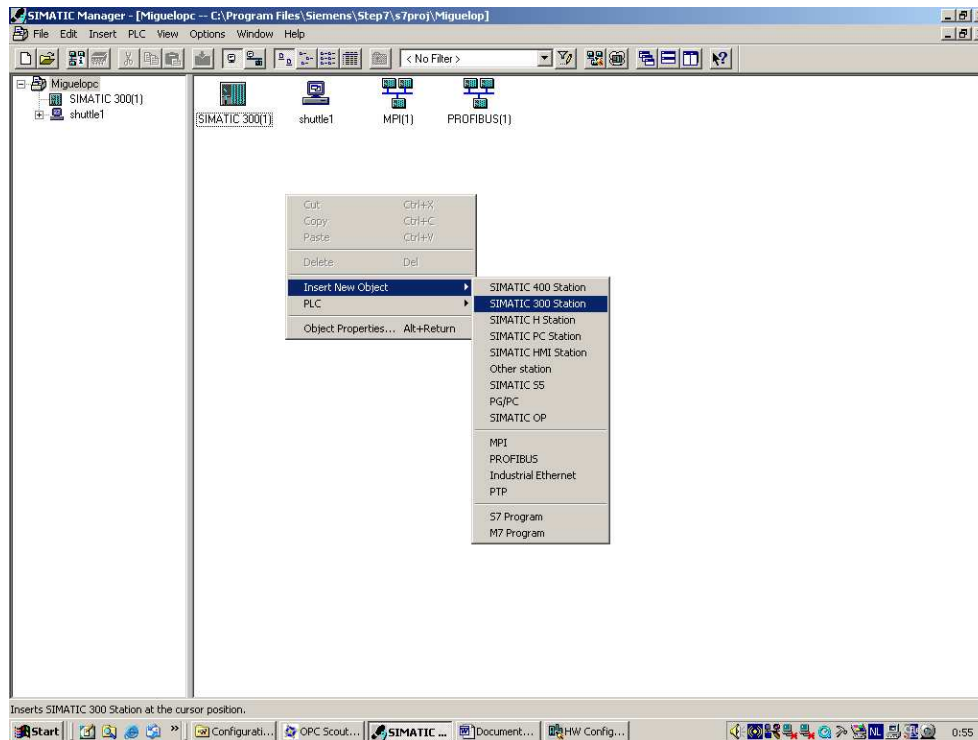 SIMATIC Manager - [Miguelopc -- C:\Program Files\Siemens\Step7\s7proj\Miguelop]
File Edit Insert PLC View Options Window Help
< No Filter >
Miguelopc
SIMATIC 300(1)
shuttle1
SIMATIC 300(1) shuttle1 MPI(1) PROFIBUS(1)
Cut Ctrl+X
Copy Ctrl+C
Paste Ctrl+V
Delete Del
Insert New Object
PLC
Object Properties... Alt+Return
SIMATIC 400 Station
SIMATIC 300 Station
SIMATIC H Station
SIMATIC PC Station
SIMATIC HMI Station
Other station
SIMATIC S5
PG/PC
SIMATIC OP
MPI
PROFIBUS
Industrial Ethernet
PTP
S7 Program
M7 Program
Inserts SIMATIC 300 Station at the cursor position.
Start » Configurati... OPC Scout... SIMATIC ... Document... HW Config... NL 0:55